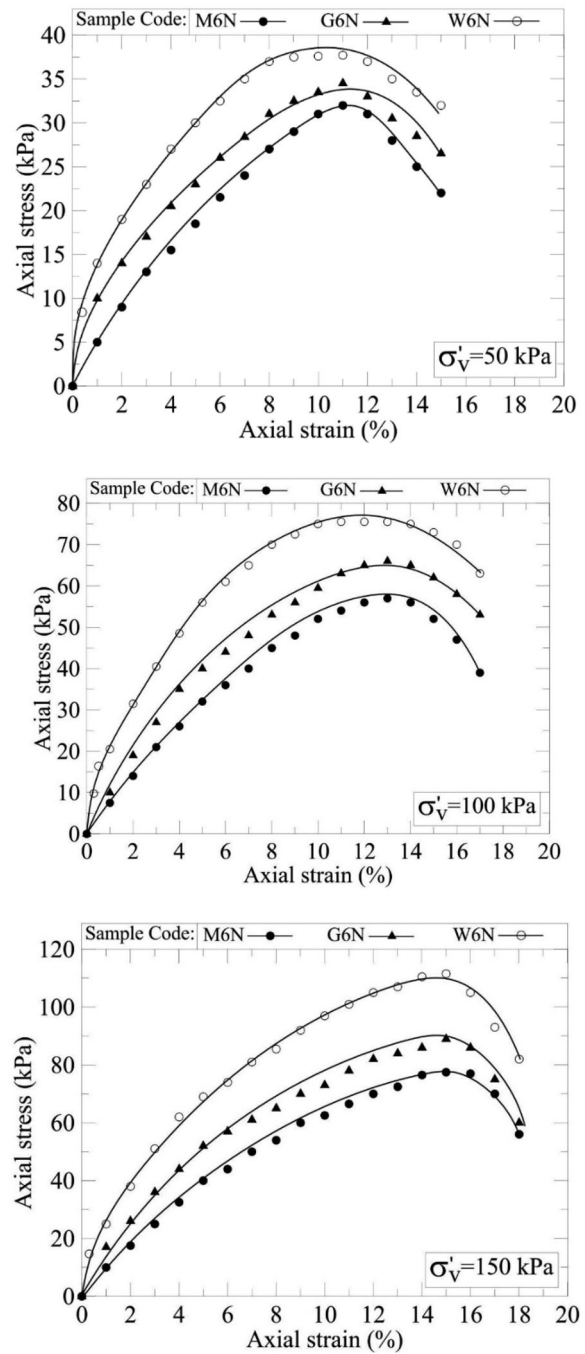 Sample Code: M6N G6N W6N
40
35
30
25
20
15
10
5
0
Axial stress (kPa)
σ'v=50 kPa
0 2 4 6 8 10 12 14 16 18 20
Axial strain (%)
Sample Code: M6N G6N W6N
80
70
60
50
40
30
20
10
0
Axial stress (kPa)
σ'v=100 kPa
0 2 4 6 8 10 12 14 16 18 20
Axial strain (%)
Sample Code: M6N G6N W6N
120
100
80
60
40
20
0
Axial stress (kPa)
σ'v=150 kPa
0 2 4 6 8 10 12 14 16 18 20
Axial strain (%)